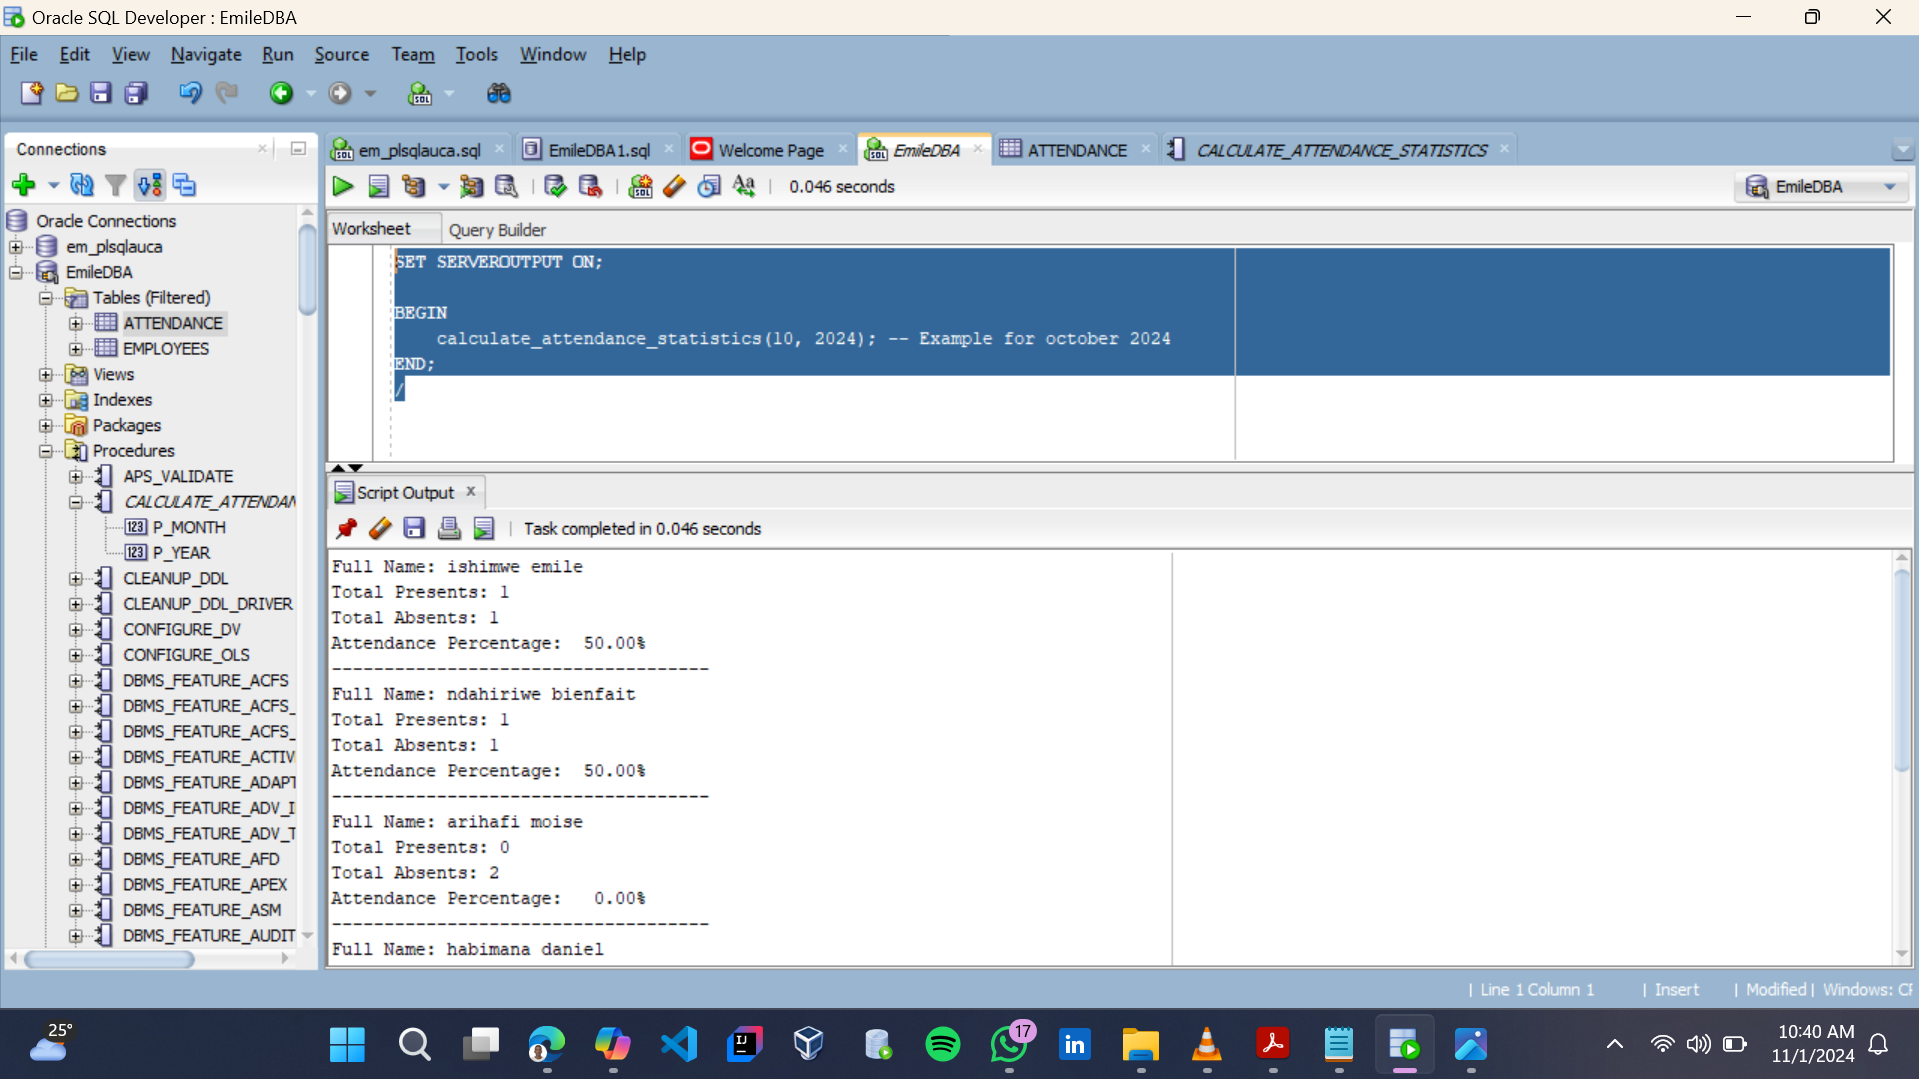 Oracle SQL Developer : EmileDBA
File Edit View Navigate Run Source Team Tools Window Help
Connections
Oracle Connections
em_plsqlauca
EmileDBA
Tables (Filtered)
ATTENDANCE
EMPLOYEES
Views
Indexes
Packages
Procedures
APS_VALIDATE
CALCULATE_ATTENDAN
P_MONTH
P_YEAR
CLEANUP_DDL
CLEANUP_DDL_DRIVER
CONFIGURE_DV
CONFIGURE_OLS
DBMS_FEATURE_ACFS
DBMS_FEATURE_ACFS_
DBMS_FEATURE_ACFS_
DBMS_FEATURE_ACTIV
DBMS_FEATURE_ADAPT
DBMS_FEATURE_ADV_I
DBMS_FEATURE_ADV_T
DBMS_FEATURE_AFD
DBMS_FEATURE_APEX
DBMS_FEATURE_ASM
DBMS_FEATURE_AUDIT
em_plsqlauca.sql EmileDBA1.sql Welcome Page EmileDBA ATTENDANCE CALCULATE_ATTENDANCE_STATISTICS
0.046 seconds
EmileDBA
Worksheet Query Builder
SET SERVEROUTPUT ON;
BEGIN
calculate_attendance_statistics(10, 2024); -- Example for october 2024
END;
/
Script Output
Task completed in 0.046 seconds
Full Name: ishimwe emile
Total Presents: 1
Total Absents: 1
Attendance Percentage:  50.00%
------------------------------------
Full Name: ndahiriwe bienfait
Total Presents: 1
Total Absents: 1
Attendance Percentage:  50.00%
------------------------------------
Full Name: arihafi moise
Total Presents: 0
Total Absents: 2
Attendance Percentage:   0.00%
------------------------------------
Full Name: habimana daniel
| Line 1 Column 1 | Insert | Modified | Windows: CF
25°
17
10:40 AM
11/1/2024